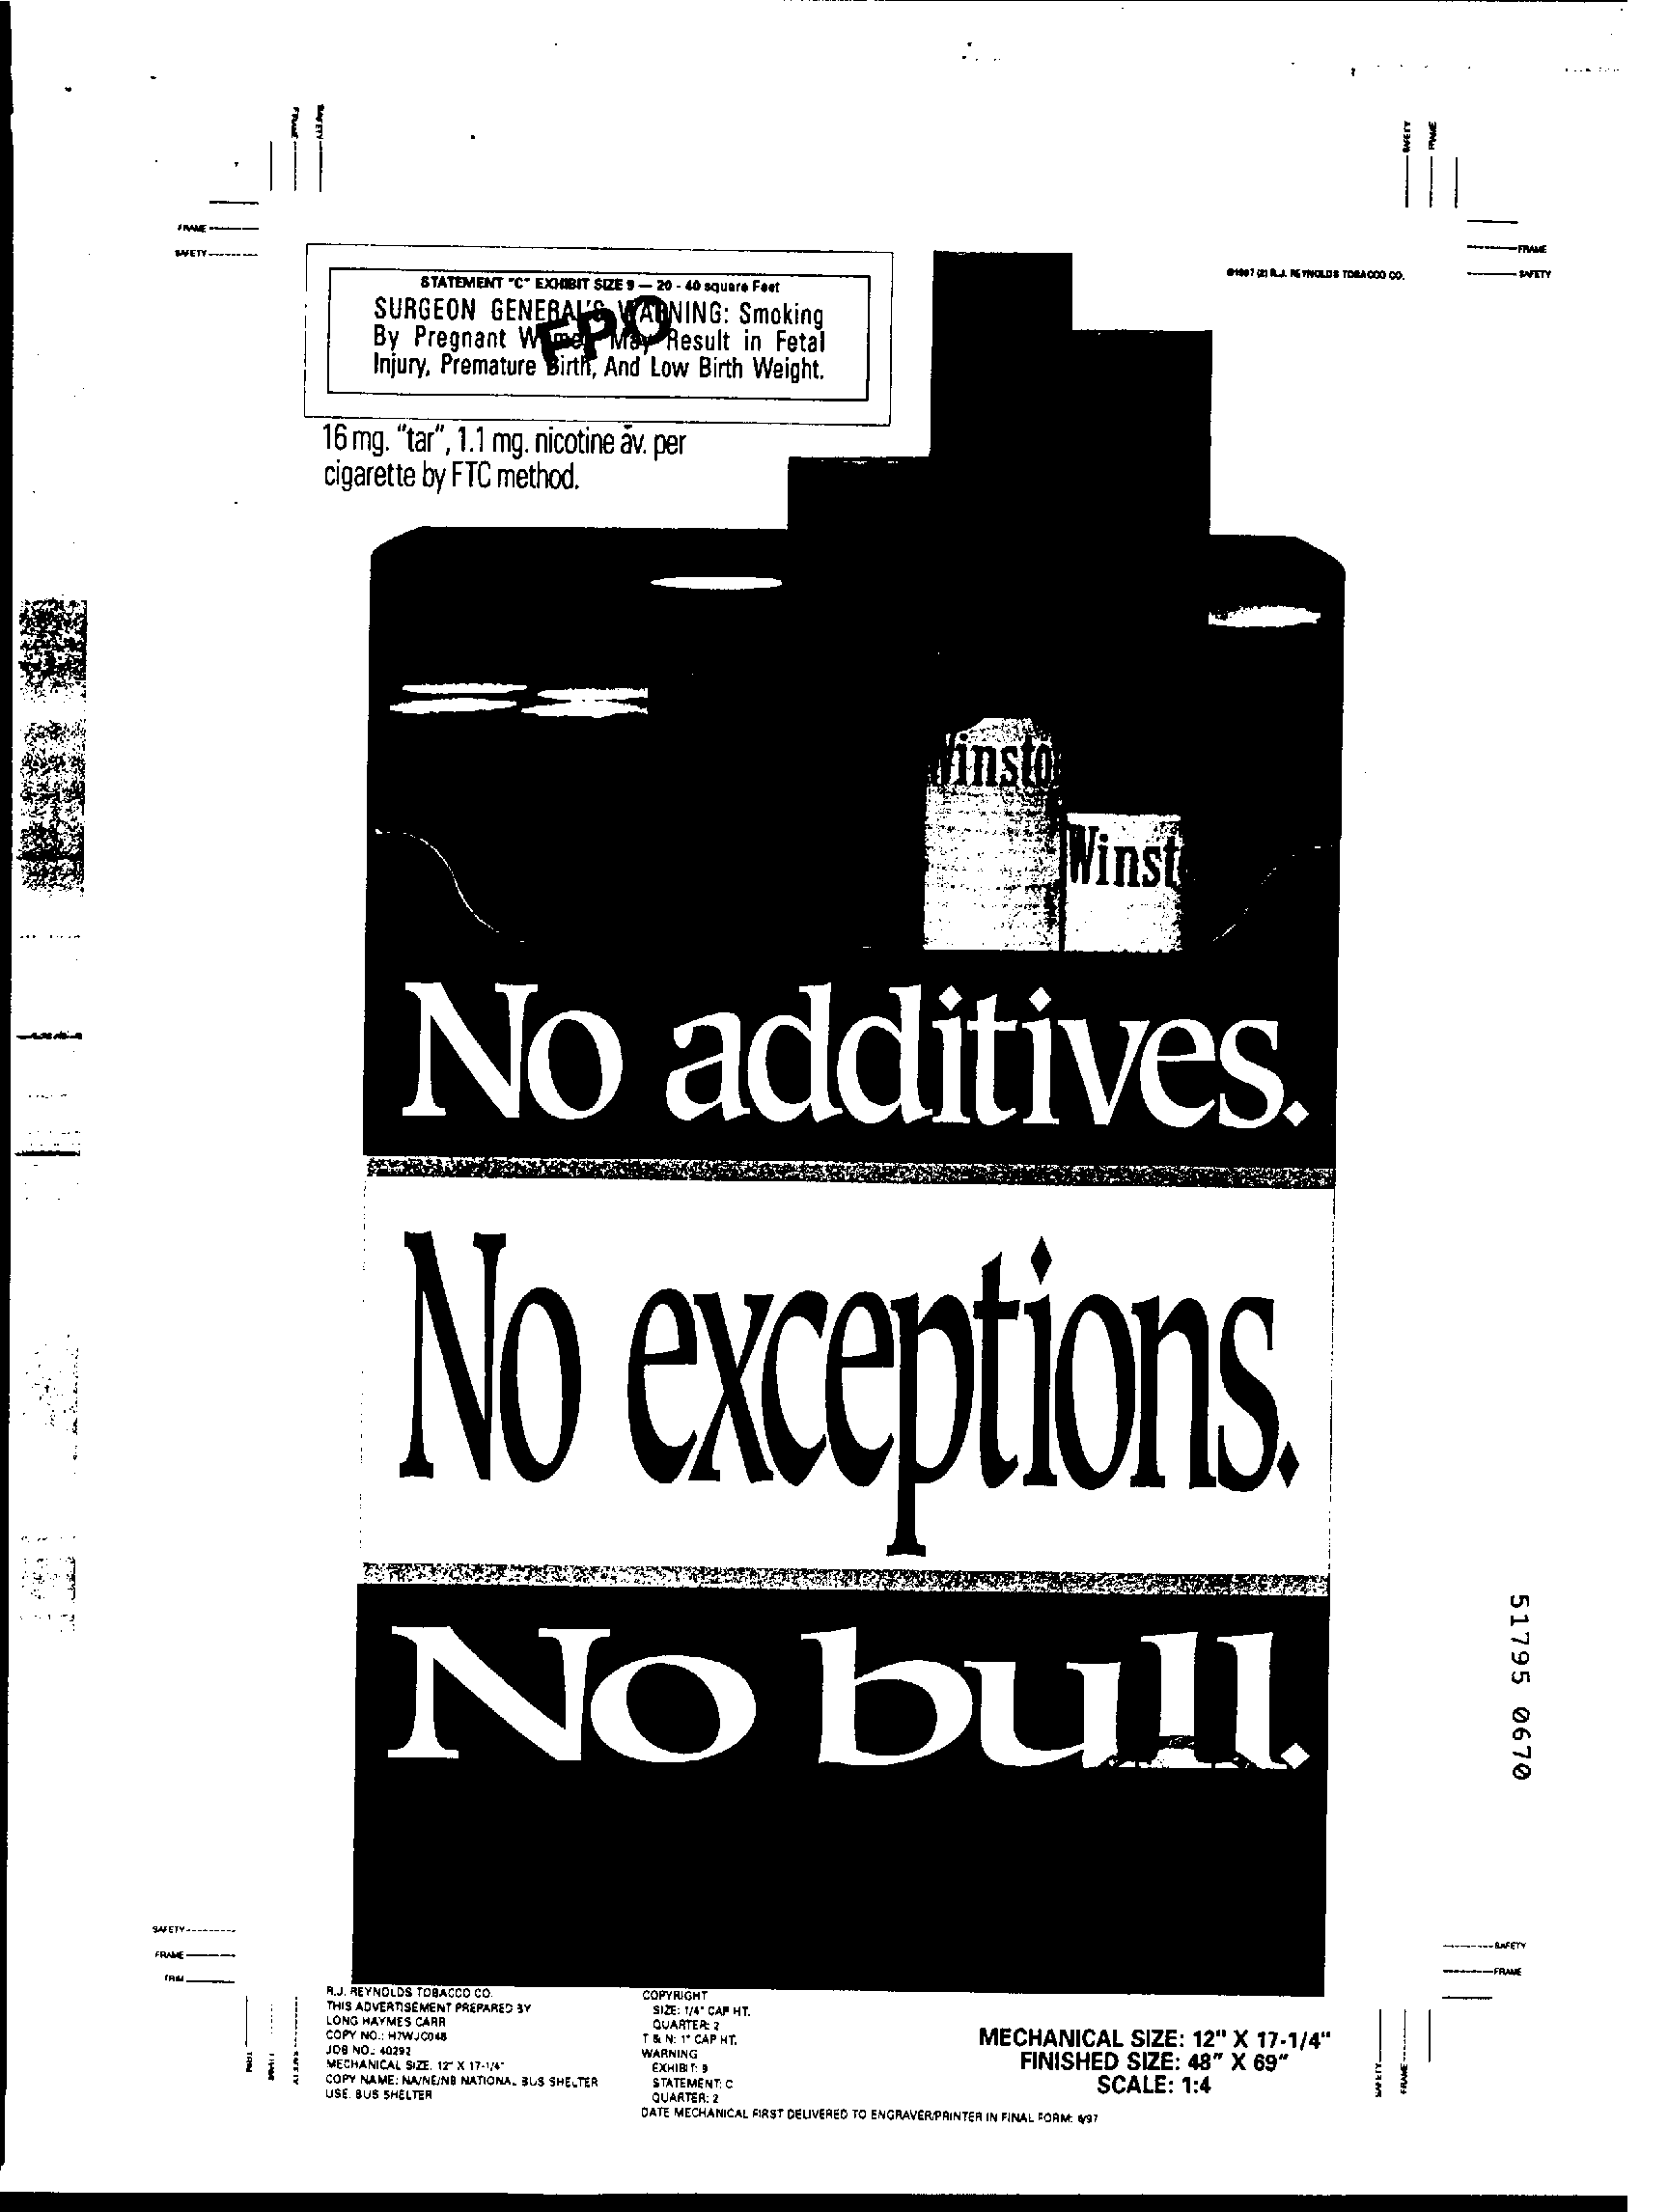 SAFETY
FRAME
SAFETY
FRAME
FRAME
SAFETY
FRAME
SAFETY
©1997 (2) R.J. REYNOLDS TOBACCO CO.
STATEMENT "C" EXHIBIT SIZE 9 — 20 - 40 square Feet
SURGEON GENERAL'S WARNING: Smoking
By Pregnant Women May Result in Fetal
Injury, Premature Birth, And Low Birth Weight.
FPO
16 mg. "tar", 1.1 mg. nicotine av. per
cigarette by FTC method.
Winsto
Winst
No additives.
No exceptions.
No bull.
51795 0670
SAFETY
FRAME
TRIM
SAFETY
FRAME
R.J. REYNOLDS TOBACCO CO.
THIS ADVERTISEMENT PREPARED BY
LONG HAYMES CARR
COPY NO.: H7WJC048
JOB NO.: 40292
MECHANICAL SIZE: 12" X 17-1/4"
COPY NAME: NA/NE/NB NATIONAL BUS SHELTER
USE: BUS SHELTER
COPYRIGHT
SIZE: 1/4" CAP HT.
QUARTER: 2
T & N: 1" CAP HT.
WARNING
EXHIBIT: 9
STATEMENT: C
QUARTER: 2
DATE MECHANICAL FIRST DELIVERED TO ENGRAVER/PRINTER IN FINAL FORM: 6/97
MECHANICAL SIZE: 12" X 17-1/4"
FINISHED SIZE: 48" X 69"
SCALE: 1:4
TRIM
FRAME
SAFETY
SAFETY
FRAME